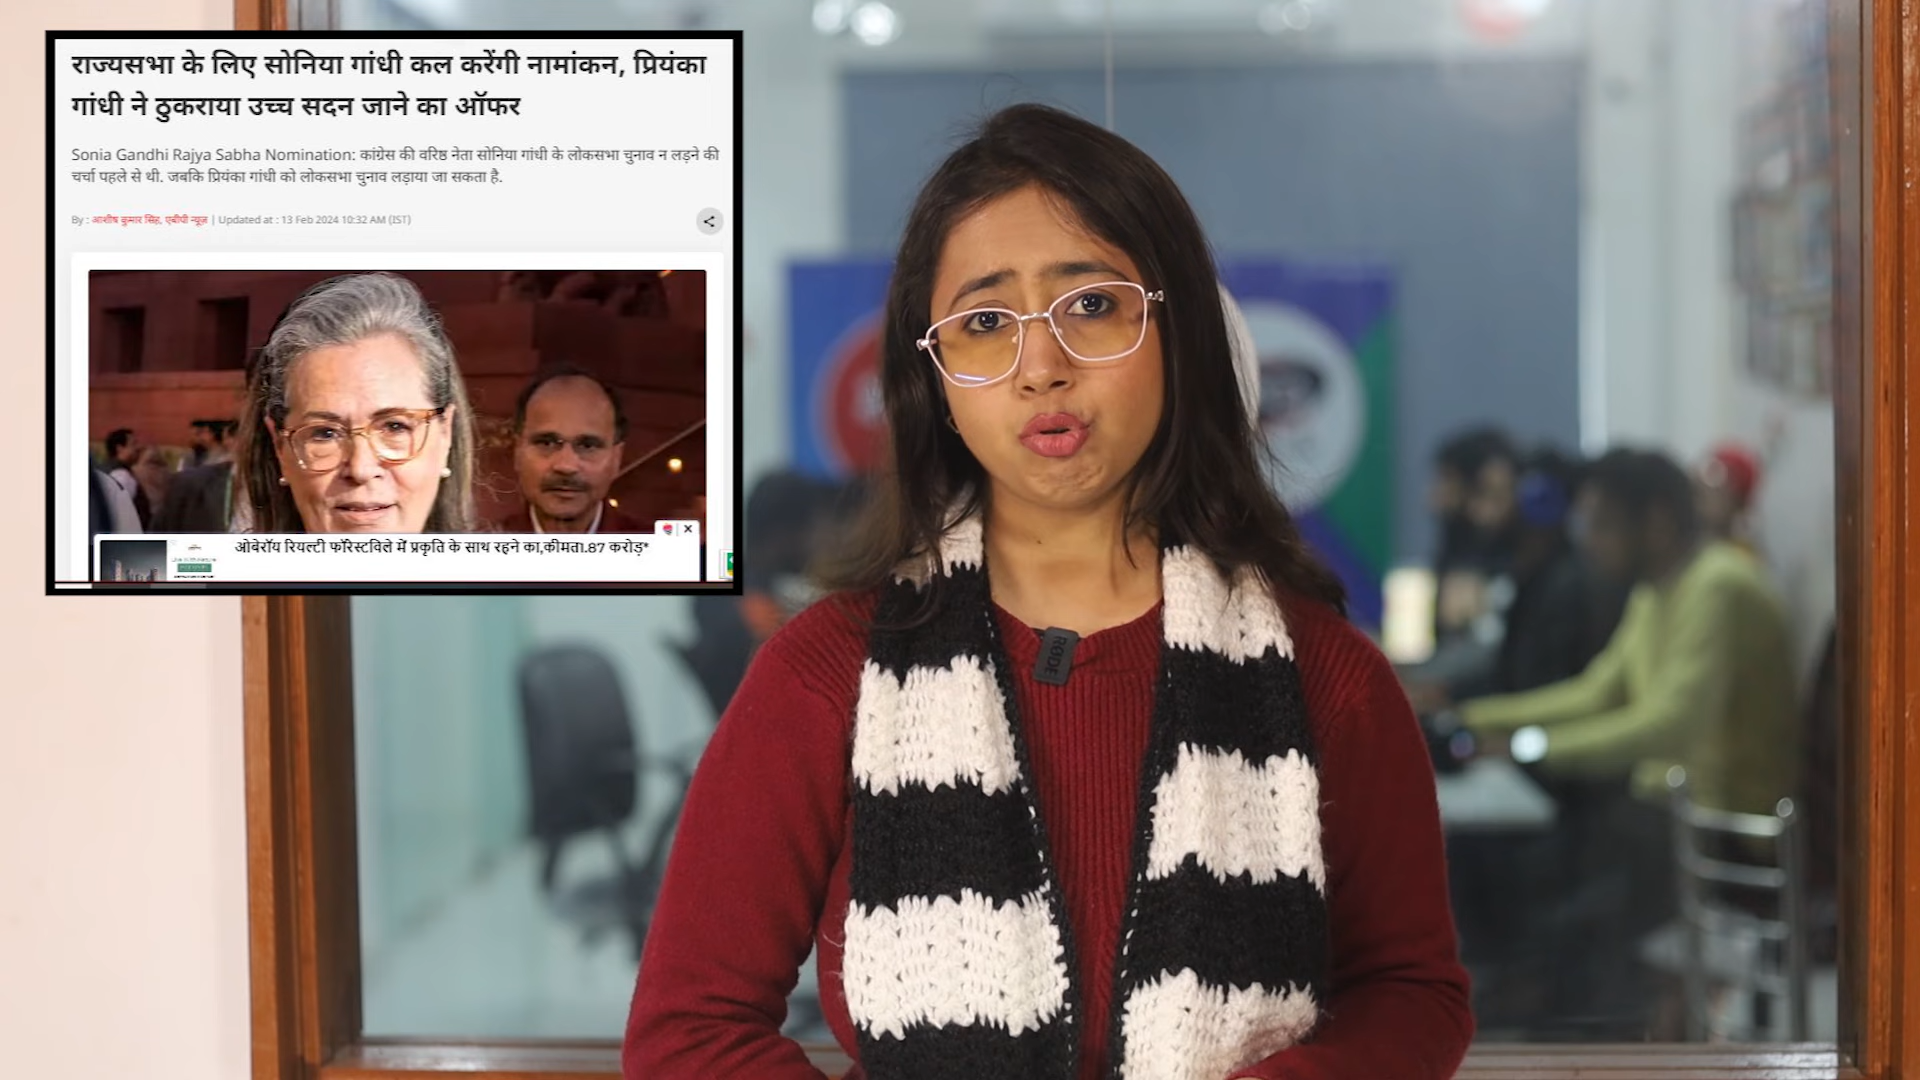 राज्यसभा के लिए सोनिया गांधी कल करेंगी नामांकन, प्रियंका
गांधी ने ठुकराया उच्च सदन जाने का ऑफर
Sonia Gandhi Rajya Sabha Nomination: कांग्रेस की वरिष्ठ नेता सोनिया गांधी के लोकसभा चुनाव न लड़ने की
चर्चा पहले से थी. जबकि प्रियंका गांधी को लोकसभा चुनाव लड़ाया जा सकता है.
By : आशीष कुमार सिंह, एबीपी न्यूज़ | Updated at : 13 Feb 2024 10:32 AM (IST)
ओबेरॉय रियल्टी फॉरेस्टविले में प्रकृति के साथ रहने का,कीमत1.87 करोड़*
RØDE